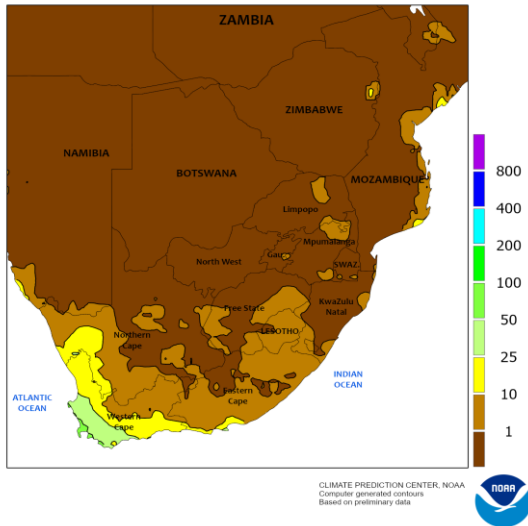 ZAMBIA
ZIMBABWE
NAMIBIA
BOTSWANA
MOZAMBIQUE
Limpopo
Mpumalanga
Gau
SWAZ.
North West
KwaZulu
Natal
Free State
LESOTHO
Northern
Cape
Eastern
Cape
Western
Cape
ATLANTIC
OCEAN
INDIAN
OCEAN
800
400
200
100
50
25
10
1
CLIMATE PREDICTION CENTER, NOAA
Computer generated contours
Based on preliminary data
NOAA